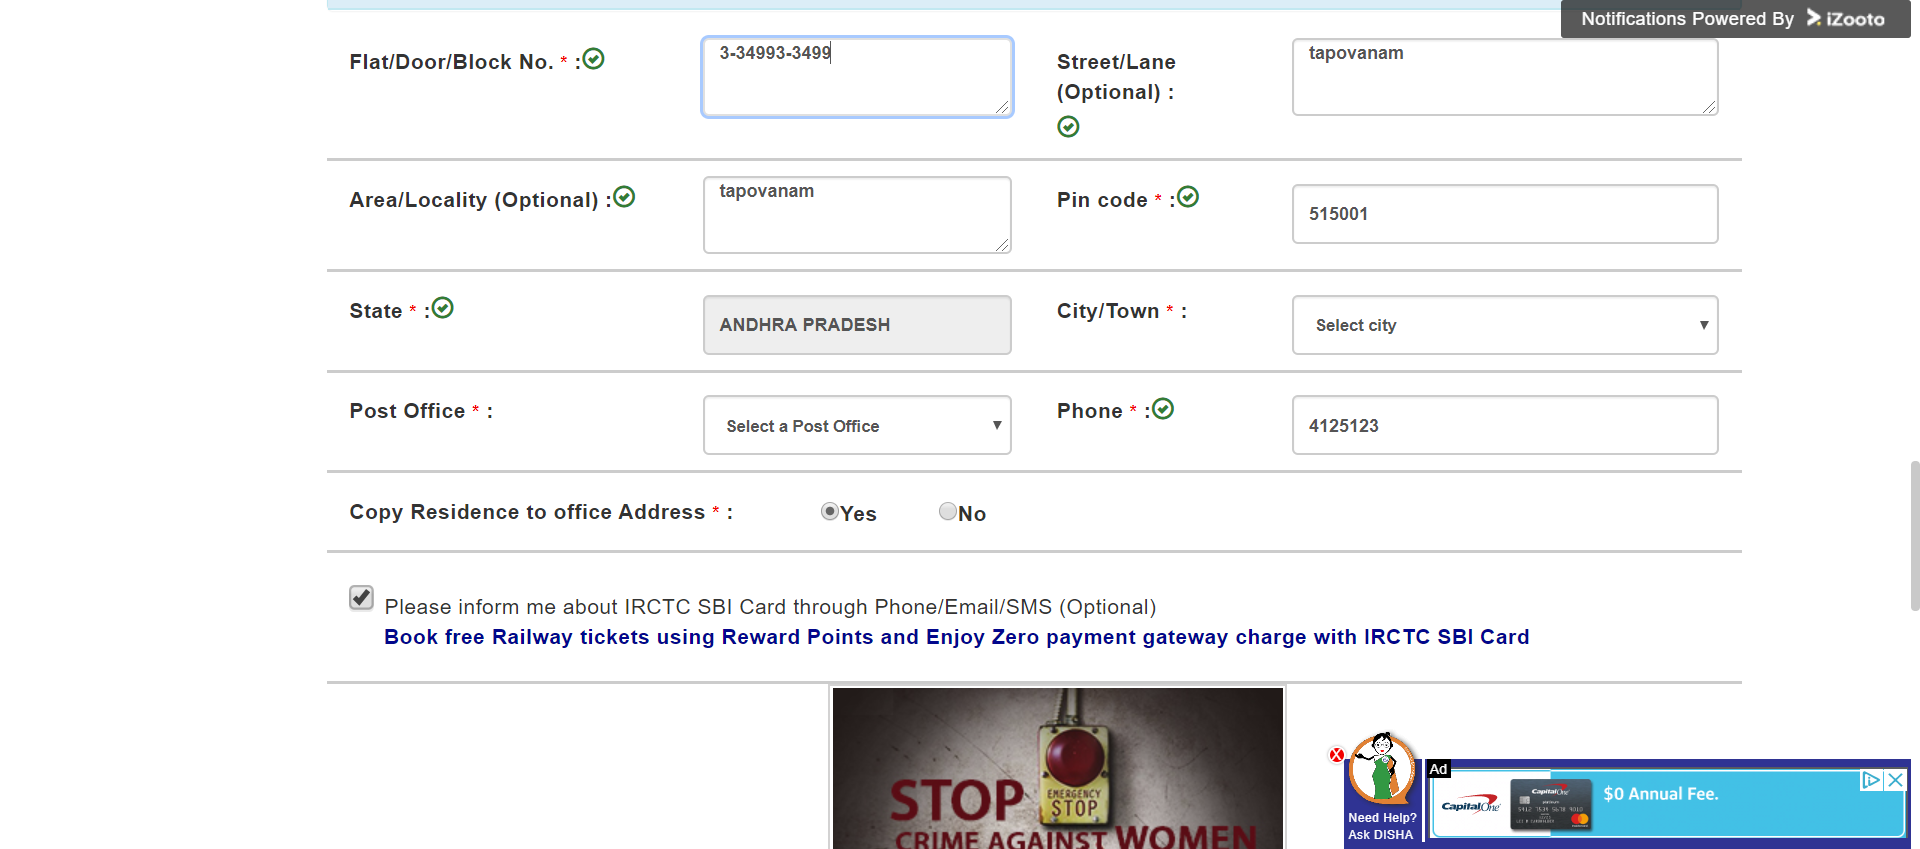 Notifications Powered By iZooto
Flat/Door/Block No. * :
3-34993-3499
Street/Lane
(Optional) :
tapovanam
Area/Locality (Optional) :
tapovanam
Pin code * :
515001
State * :
ANDHRA PRADESH
City/Town * :
Select city
Post Office * :
Select a Post Office
Phone * :
4125123
Copy Residence to office Address * :
Yes
No
Please inform me about IRCTC SBI Card through Phone/Email/SMS (Optional)
Book free Railway tickets using Reward Points and Enjoy Zero payment gateway charge with IRCTC SBI Card
EMERGENCY
STOP
STOP
CRIME AGAINST WOMEN
X
Need Help?
Ask DISHA
Ad
Capital One
Capital One
$0 Annual Fee.